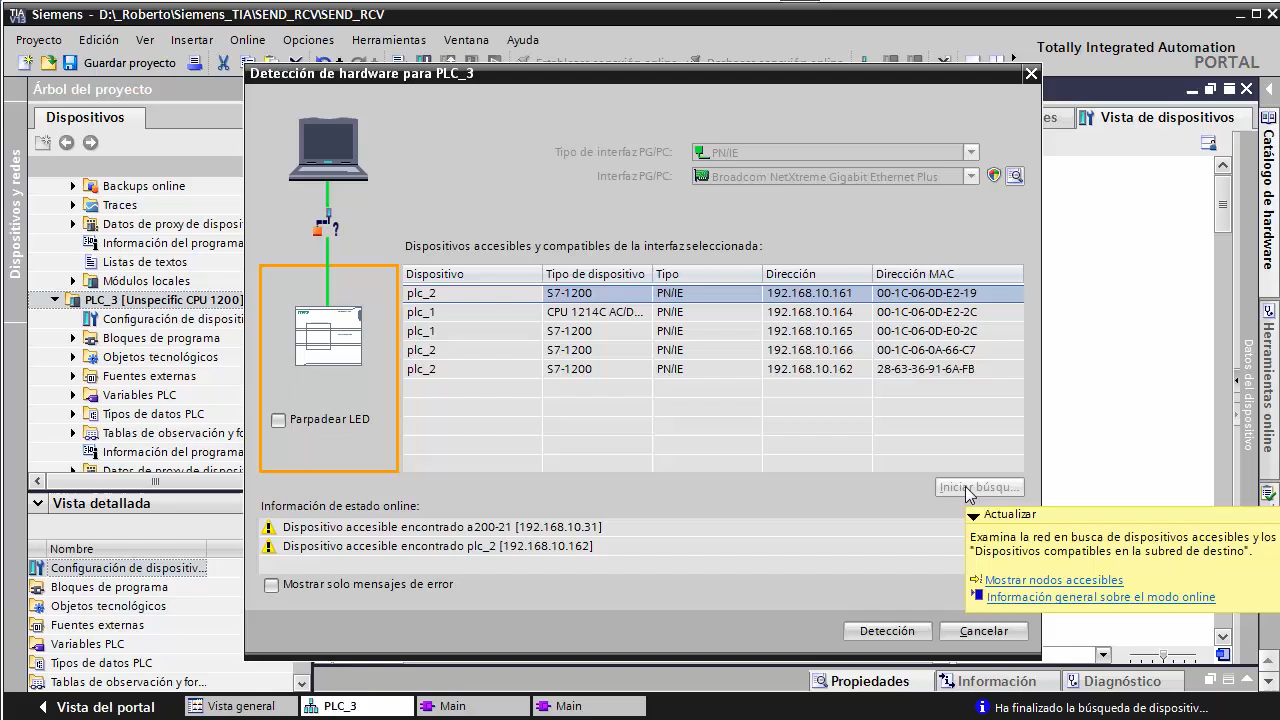 TIA
V13
Siemens - D:\_Roberto\Siemens_TIA\SEND_RCV\SEND_RCV
Proyecto Edición Ver Insertar Online Opciones Herramientas Ventana Ayuda
Guardar proyecto
Totally Integrated Automation
PORTAL
Detección de hardware para PLC_3
Árbol del proyecto
Dispositivos
Vista de dispositivos
Dispositivos y redes
Backups online
Traces
Datos de proxy de disposi
Información del programa
Listas de textos
Módulos locales
PLC_3 [Unspecific CPU 1200]
Configuración de dispositi
Bloques de programa
Objetos tecnológicos
Fuentes externas
Variables PLC
Tipos de datos PLC
Tablas de observación y fo
Información del programa
Datos de proxy de disposi
Vista detallada
Nombre
Configuración de dispositiv...
Bloques de programa
Objetos tecnológicos
Fuentes externas
Variables PLC
Tipos de datos PLC
Tablas de observación y for...
Tipo de interfaz PG/PC: PN/IE
Interfaz PG/PC: Broadcom NetXtreme Gigabit Ethernet Plus
Dispositivos accesibles y compatibles de la interfaz seleccionada:
Dispositivo Tipo de dispositivo Tipo Dirección Dirección MAC
plc_2 S7-1200 PN/IE 192.168.10.161 00-1C-06-0D-E2-19
plc_1 CPU 1214C AC/D... PN/IE 192.168.10.164 00-1C-06-0D-E2-2C
plc_1 S7-1200 PN/IE 192.168.10.165 00-1C-06-0D-E0-2C
plc_2 S7-1200 PN/IE 192.168.10.166 00-1C-06-0A-66-C7
plc_2 S7-1200 PN/IE 192.168.10.162 28-63-36-91-6A-FB
Parpadear LED
Iniciar búsqu...
Información de estado online:
Dispositivo accesible encontrado a200-21 [192.168.10.31]
Dispositivo accesible encontrado plc_2 [192.168.10.162]
Mostrar solo mensajes de error
Actualizar
Examina la red en busca de dispositivos accesibles y los
"Dispositivos compatibles en la subred de destino".
Mostrar nodos accesibles
Información general sobre el modo online
Detección Cancelar
Catálogo de hardware
Herramientas online
Datos del dispositivo
Propiedades Información Diagnóstico
Vista del portal Vista general PLC_3 Main Main
Ha finalizado la búsqueda de dispositiv...